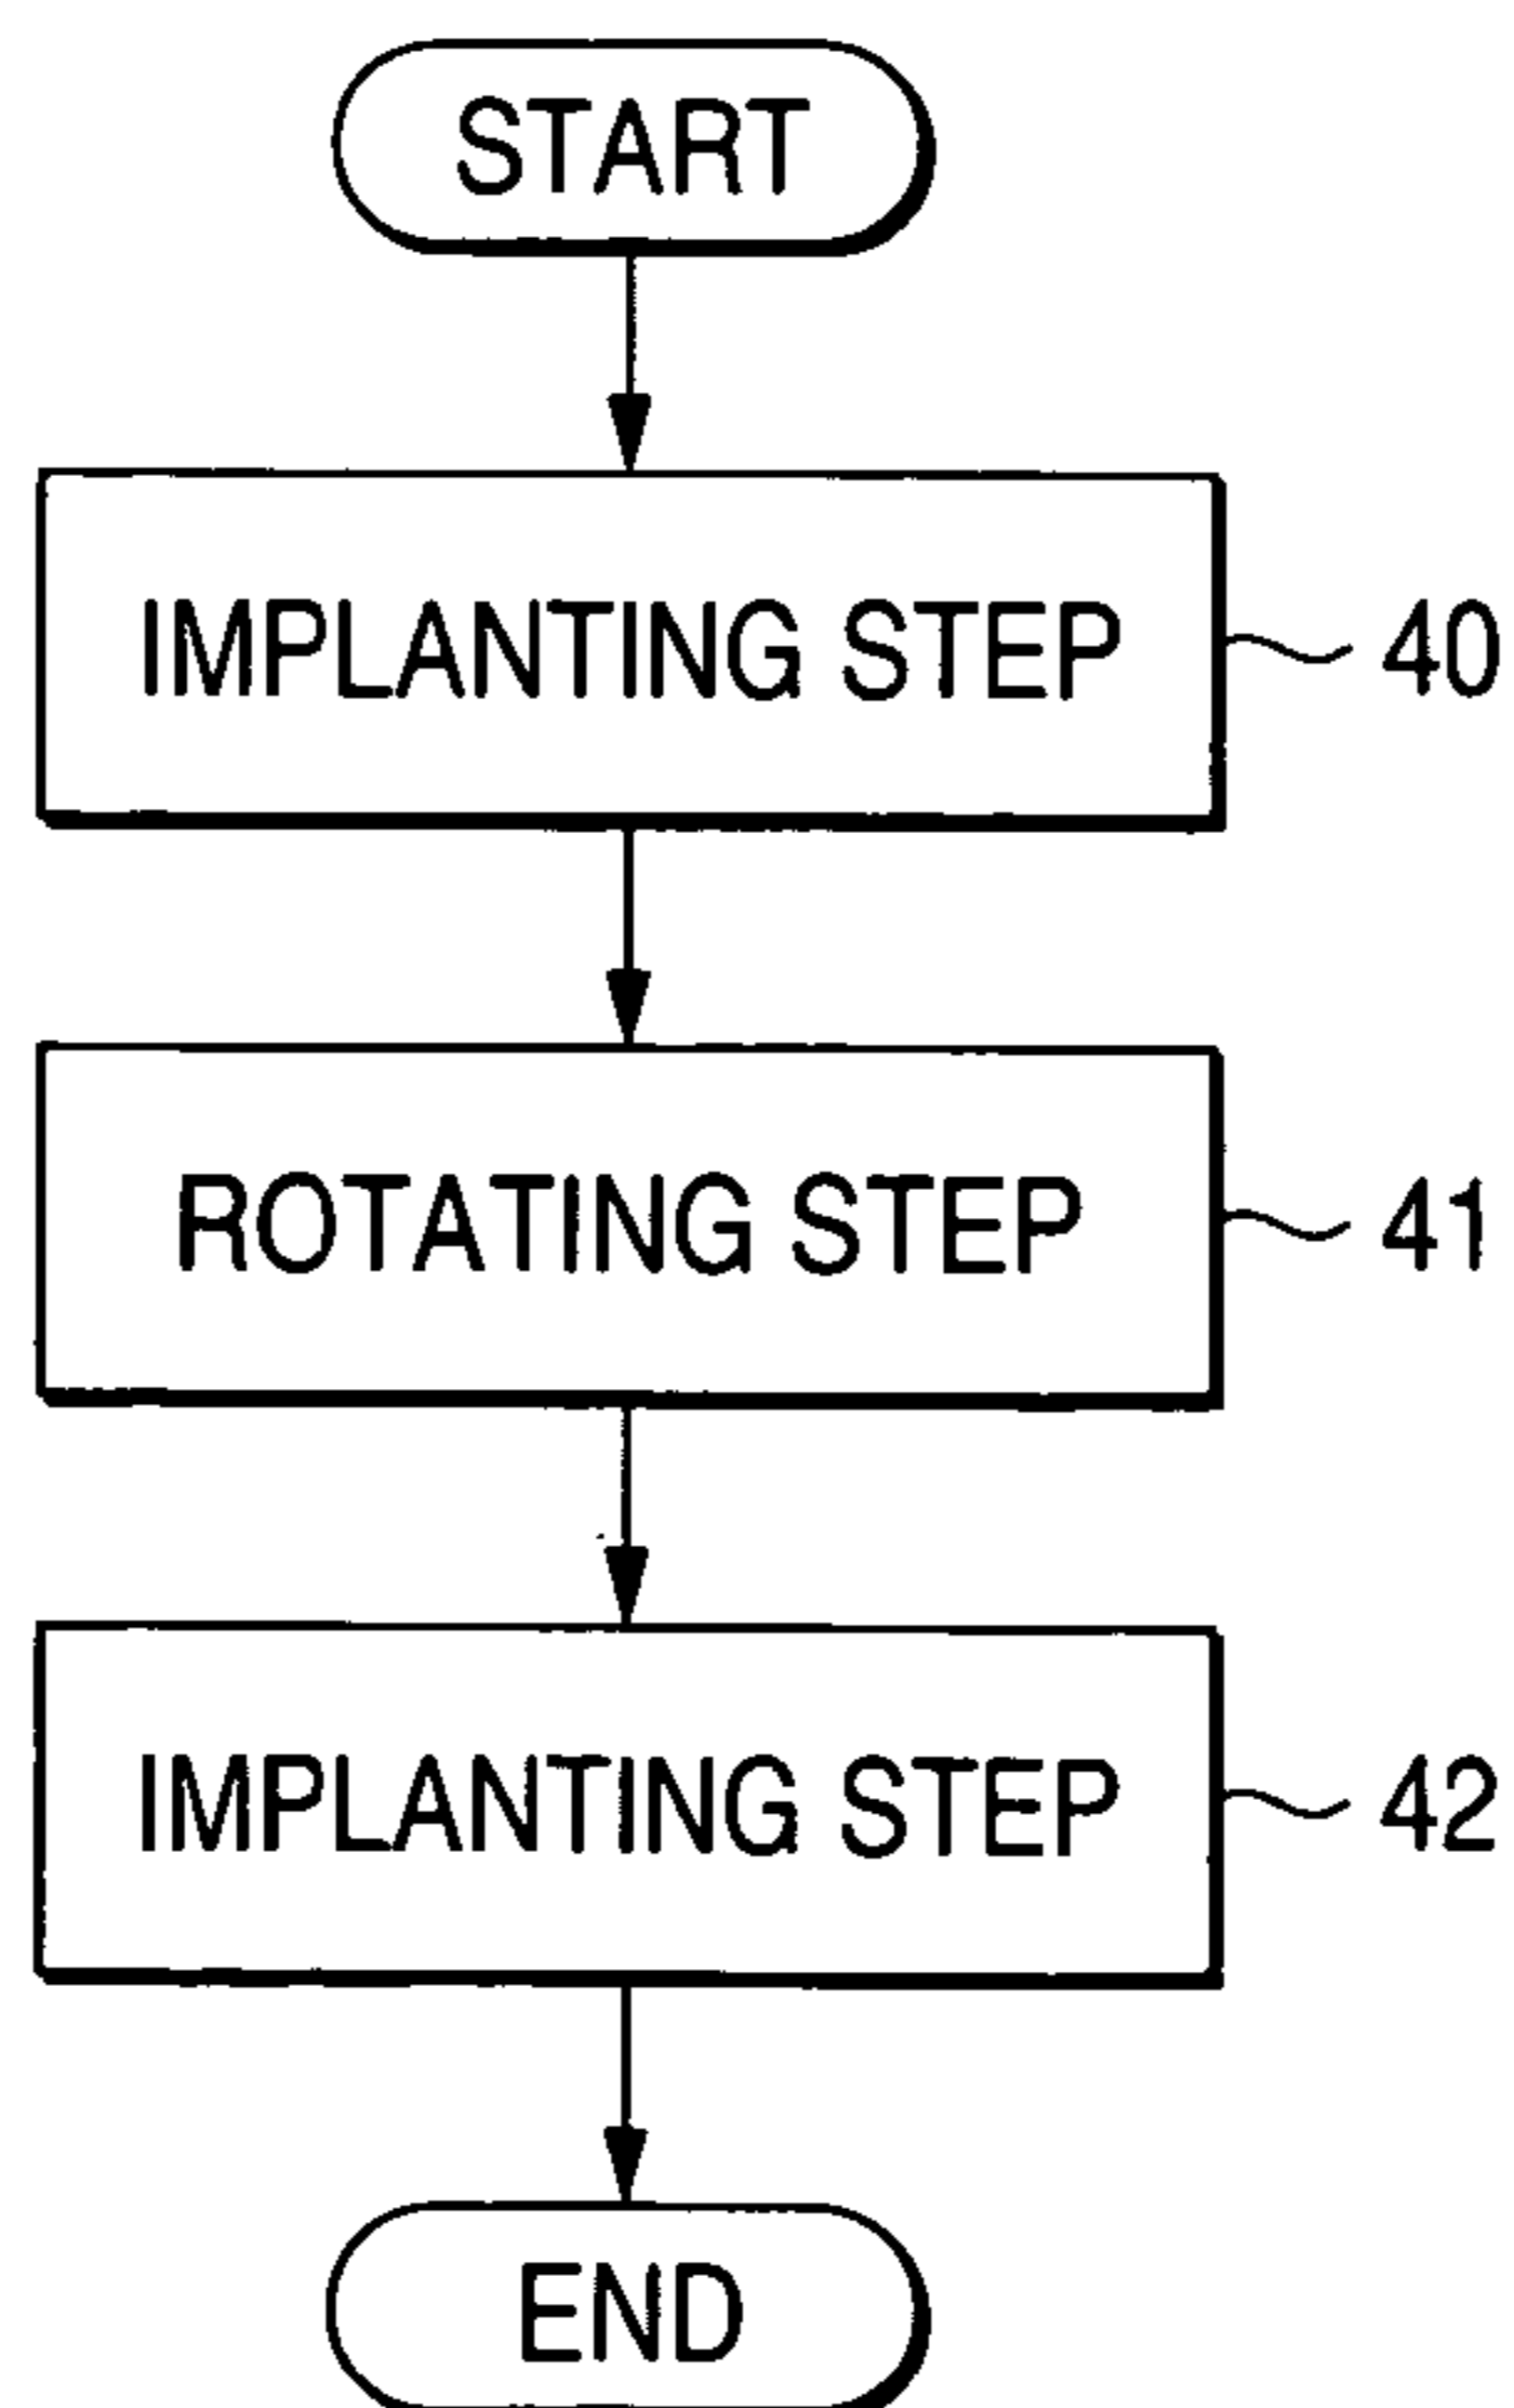 START
IMPLANTING STEP 40
ROTATING STEP 41
IMPLANTING STEP 42
END